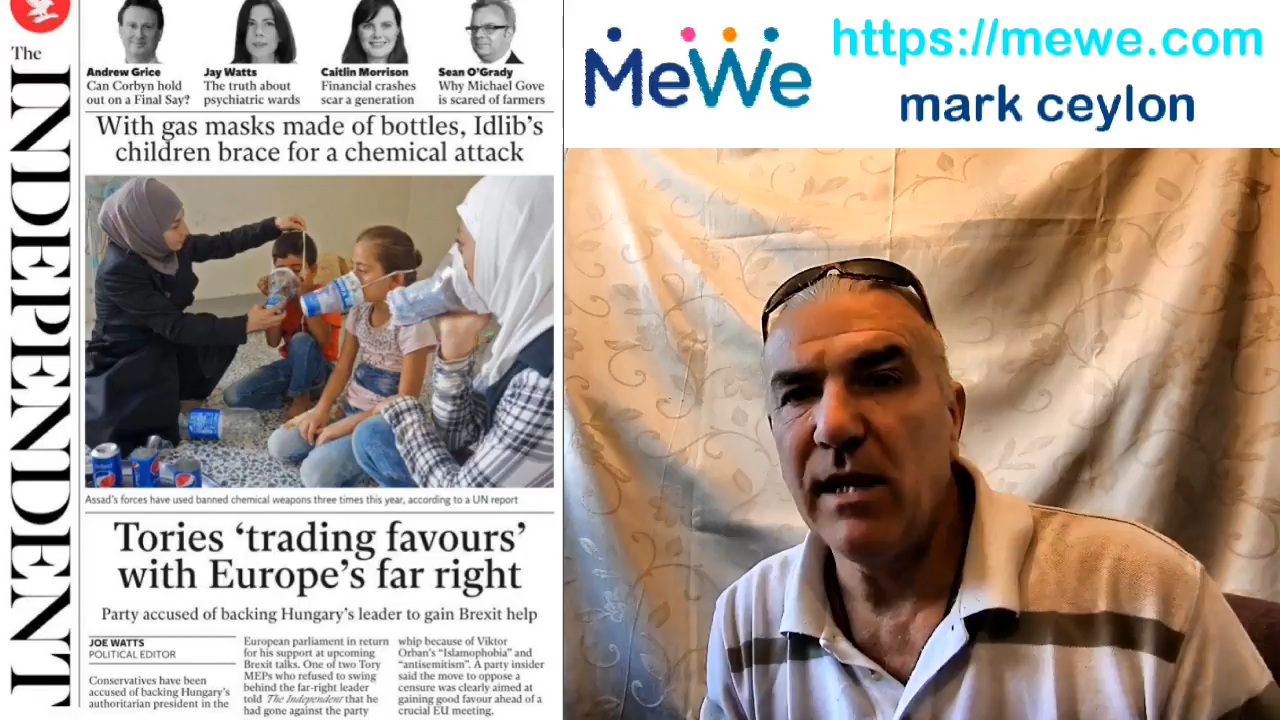 The
INDEPENDENT
Andrew Grice
Can Corbyn hold
out on a Final Say?
Jay Watts
The truth about
psychiatric wards
Caitlin Morrison
Financial crashes
scar a generation
Sean O'Grady
Why Michael Gove
is scared of farmers
With gas masks made of bottles, Idlib's
children brace for a chemical attack
Assad's forces have used banned chemical weapons three times this year, according to a UN report
Tories 'trading favours'
with Europe's far right
Party accused of backing Hungary's leader to gain Brexit help
JOE WATTS
POLITICAL EDITOR
Conservatives have been
accused of backing Hungary's
authoritarian president in the
European parliament in return
for his support at upcoming
Brexit talks. One of two Tory
MEPs who refused to swing
behind the far-right leader
told The Independent that he
had gone against the party
whip because of Viktor
Orban's "Islamophobia" and
"antisemitism". A party insider
said the move to oppose a
censure was clearly aimed at
gaining good favour ahead of a
crucial EU meeting.
MeWe
https://mewe.com
mark ceylon